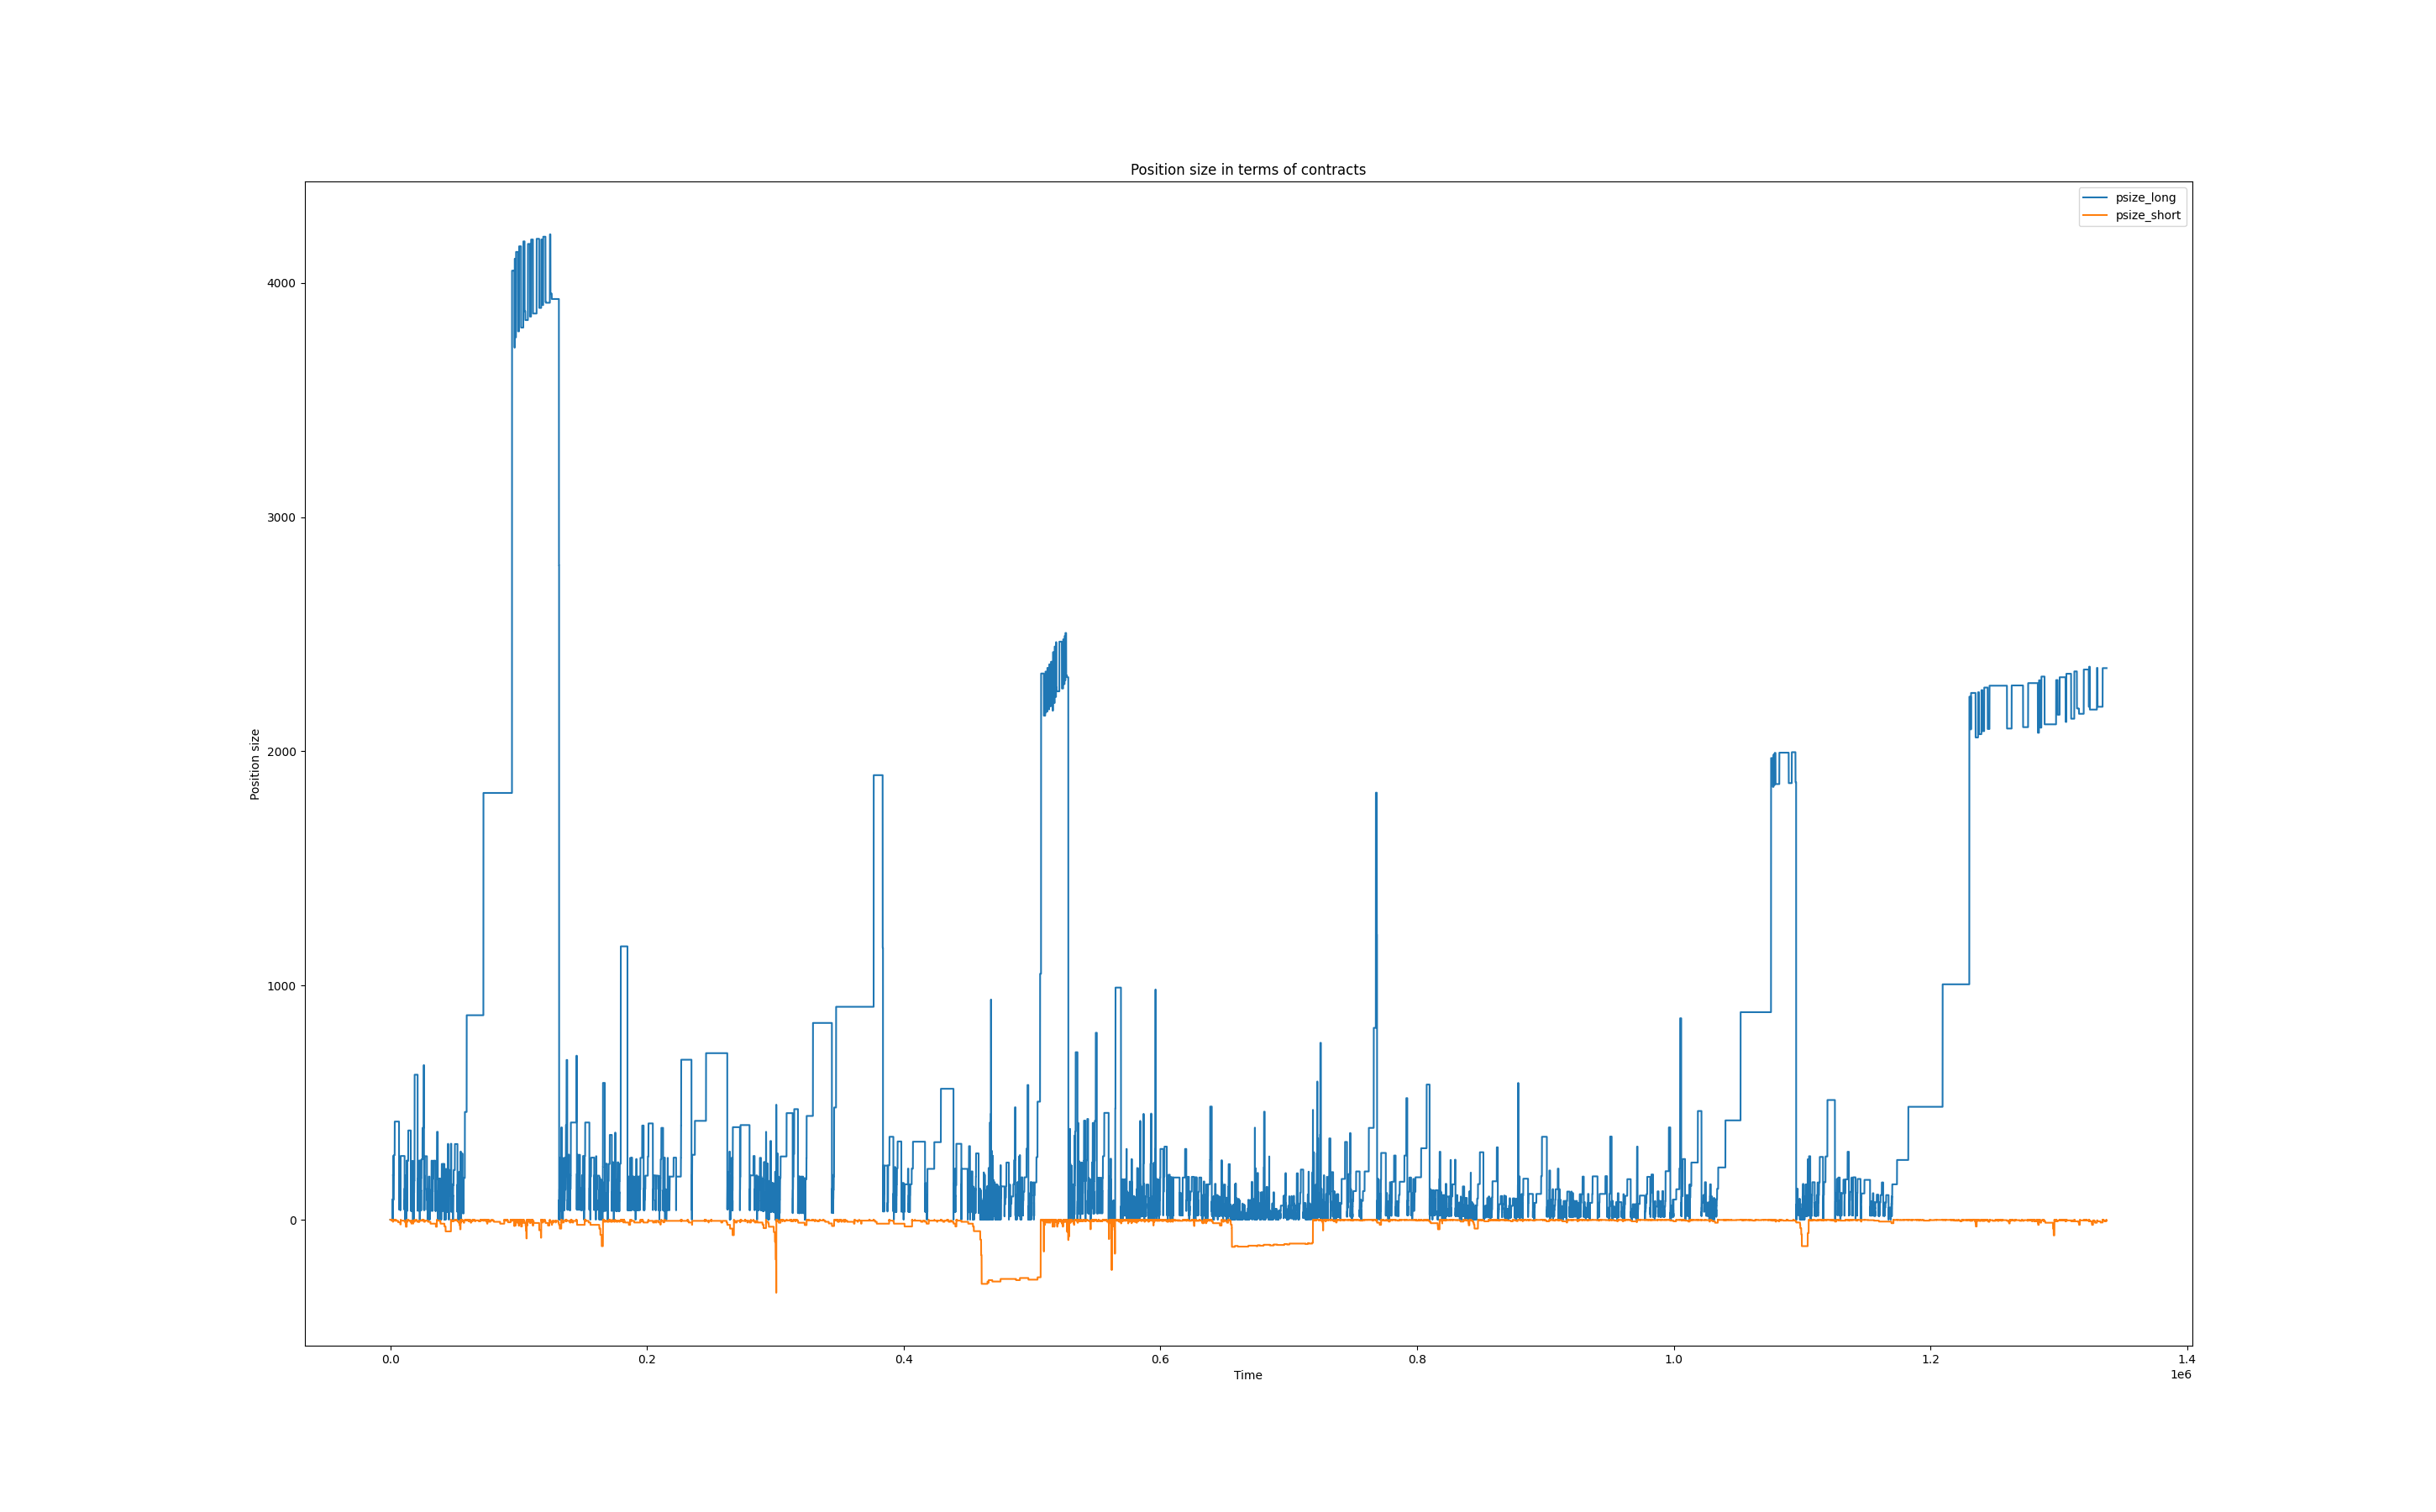 Position size in terms of contracts
psize_long
psize_short
4000
3000
2000
1000
0
Position size
0.0
0.2
0.4
0.6
0.8
1.0
1.2
1.4
Time
1e6